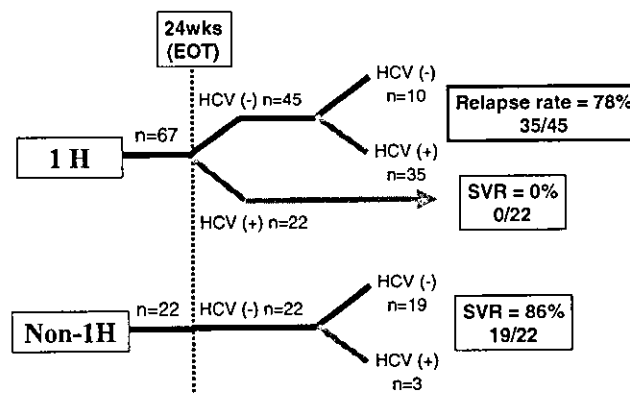 24wks
(EOT)
HCV (-)
n=10
HCV (-) n=45
Relapse rate = 78%
35/45
n=67
1 H
HCV (+)
n=35
SVR = 0%
0/22
HCV (+) n=22
HCV (-)
n=19
n=22
HCV (-) n=22
SVR = 86%
19/22
Non-1H
HCV (+)
n=3